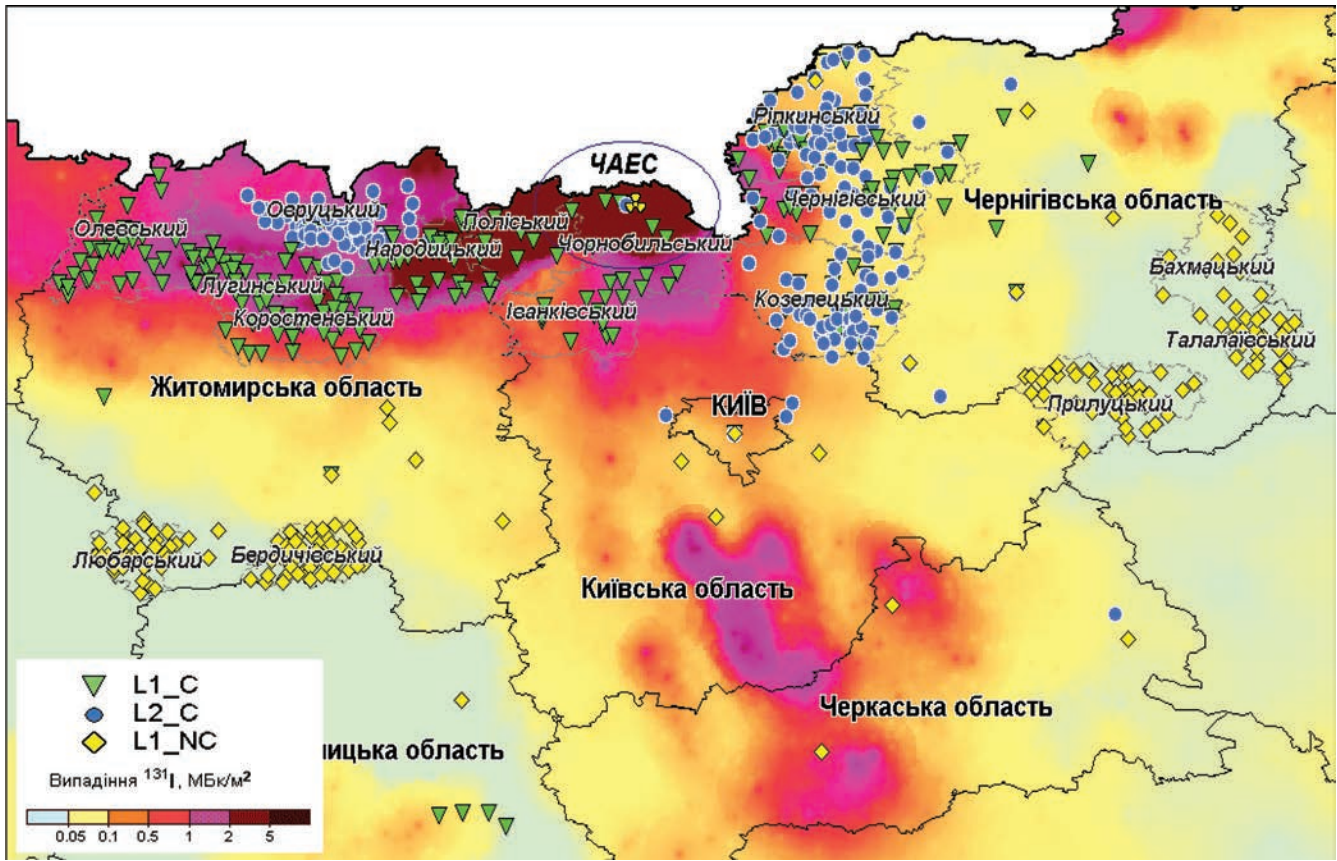 Ріпкинський
ЧАЕС
Овруцький
Чернігівський
Чернігівська область
Олевський
Поліський
Народицький
Чорнобильський
Бахмацький
Лугинський
Козелецький
Коростенський
Іванківський
Талалаївський
Житомирська область
КИЇВ
Прилуцький
Любарський
Бердичівський
Київська область
Черкаська область
ницька область
L1_C
L2_C
L1_NC
Випадіння ¹³¹I, МБк/м²
0.05 0.1 0.5 1 2 5